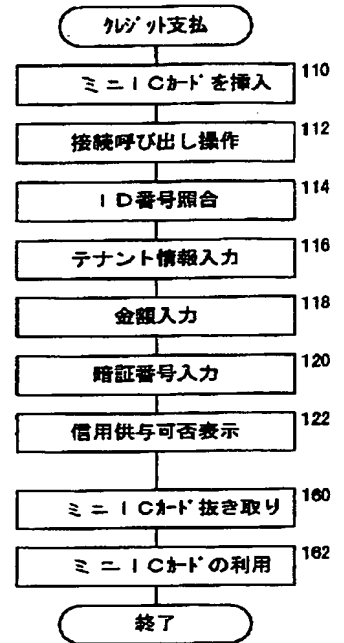 クレジット支払
ミニICカードを挿入 110
接続呼び出し操作 112
ID番号照合 114
テナント情報入力 116
金額入力 118
暗証番号入力 120
信用供与可否表示 122
ミニICカード抜き取り 160
ミニICカードの利用 162
終了